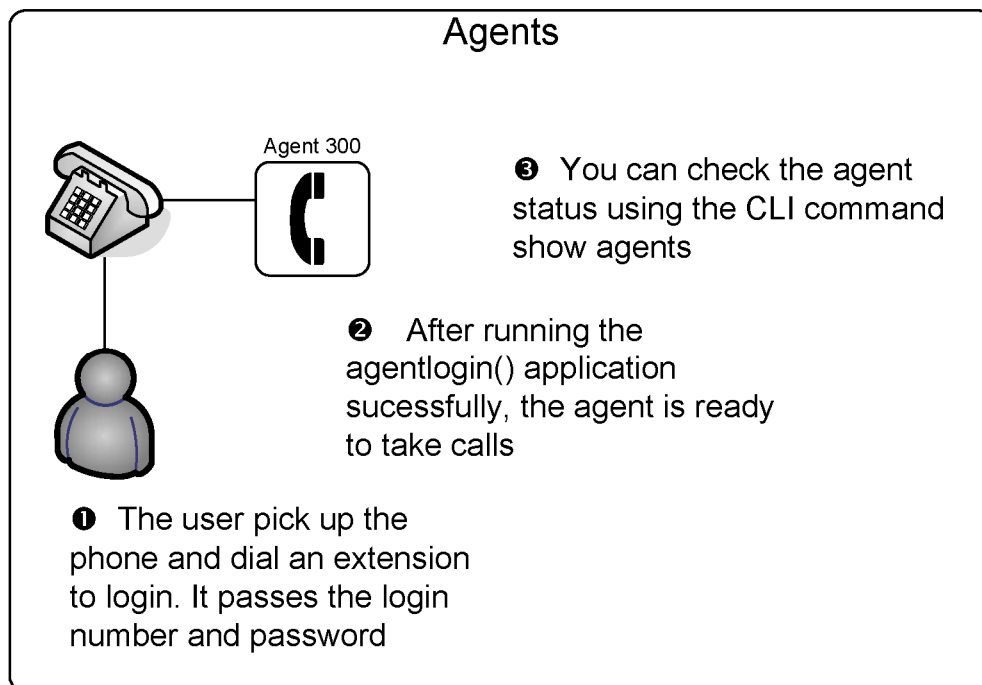 Agents
Agent 300
❸ You can check the agent
status using the CLI command
show agents
❷ After running the
agentlogin() application
sucessfully, the agent is ready
to take calls
❶ The user pick up the
phone and dial an extension
to login. It passes the login
number and password